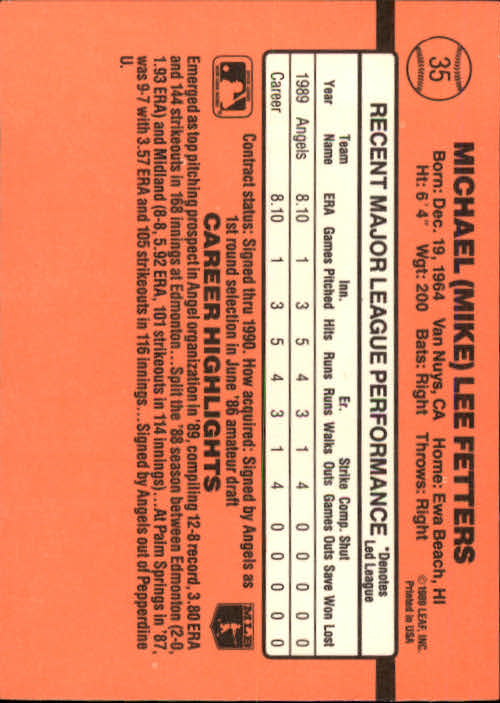 35
MICHAEL (MIKE) LEE FETTERS
Born: Dec. 19, 1964 Van Nuys, CA Home: Ewa Beach, HI
Ht: 6' 4" Wgt: 200 Bats: Right Throws: Right
© 1989 LEAF, INC.
Printed in USA
RECENT MAJOR LEAGUE PERFORMANCE
*Denotes
Led League
Team Inn. Er. Strike Comp. Shut
Year Name ERA Games Pitched Hits Runs Runs Walks Outs Games Outs Save Won Lost
1989 Angels 8.10 1 3 5 4 3 1 4 0 0 0 0 0
Career 8.10 1 3 5 4 3 1 4 0 0 0 0 0
Contract status: Signed thru 1990. How acquired: Signed by Angels as
1st round selection in June '86 amateur draft
MLB
CAREER HIGHLIGHTS
Emerged as top pitching prospect in Angel organization in '89, compiling 12-8 record, 3.80 ERA
and 144 strikeouts in 168 innings at Edmonton...Split the '88 season between Edmonton (2-0,
1.93 ERA) and Midland (8-8, 5.92 ERA, 101 strikeouts in 114 innings)...At Palm Springs in '87,
was 9-7 with 3.57 ERA and 105 strikeouts in 116 innings...Signed by Angels out of Pepperdine
U.